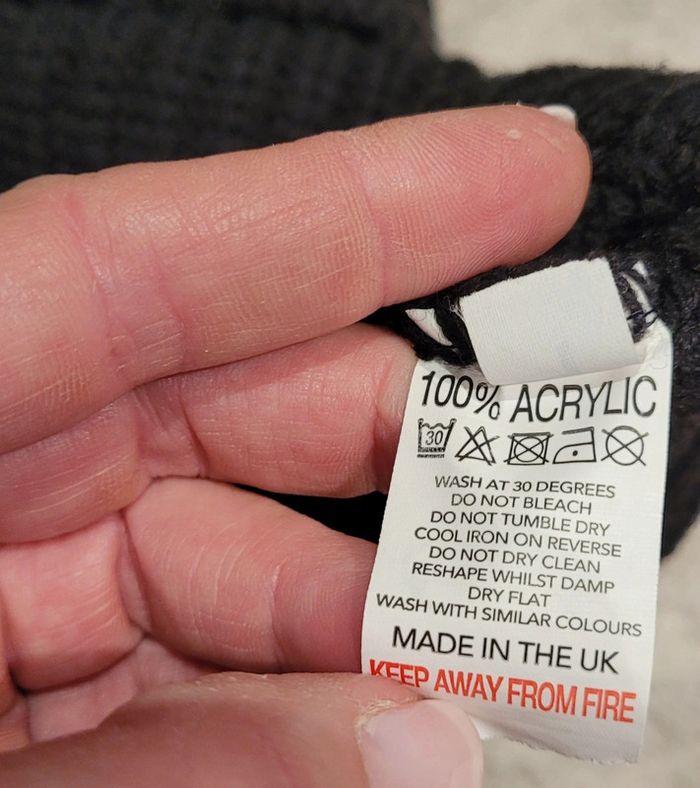 100% ACRYLIC
30
WASH AT 30 DEGREES
DO NOT BLEACH
DO NOT TUMBLE DRY
COOL IRON ON REVERSE
DO NOT DRY CLEAN
RESHAPE WHILST DAMP
DRY FLAT
WASH WITH SIMILAR COLOURS
MADE IN THE UK
KEEP AWAY FROM FIRE